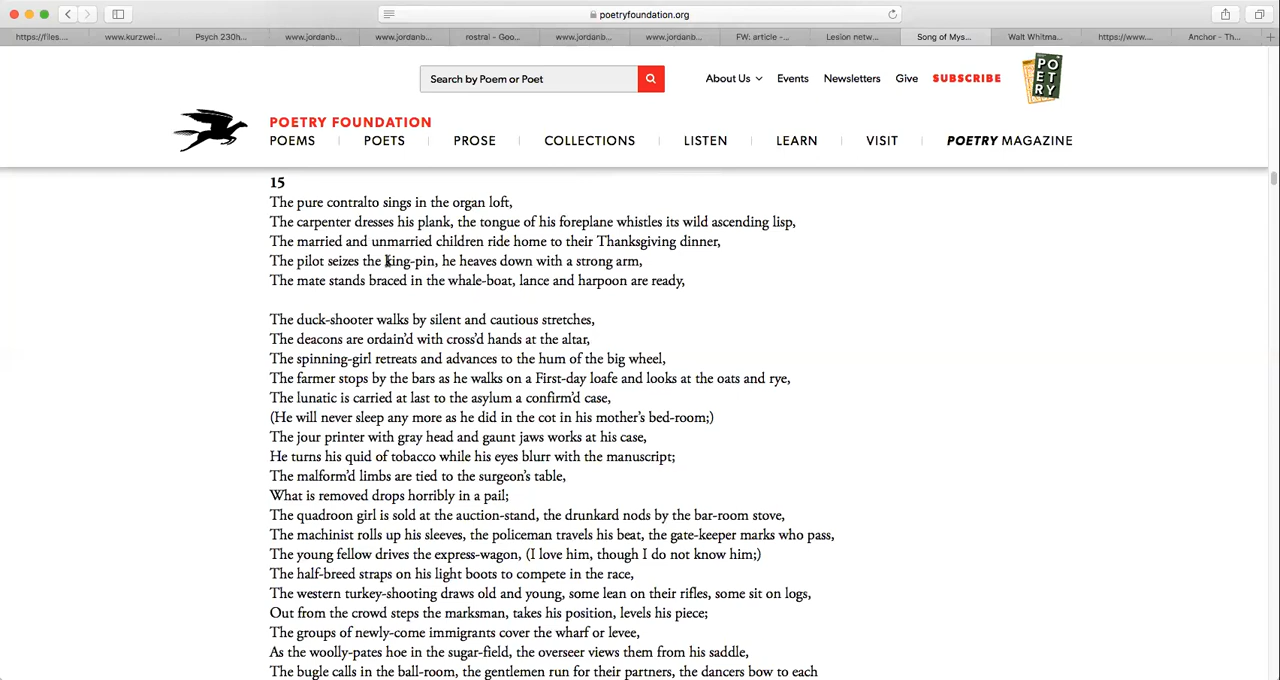 poetryfoundation.org
https://files....
www.kurzwei...
Psych 230h...
www.jordanb...
www.jordanb...
rostral - Goo...
www.jordanb...
www.jordanb...
FW: article -...
Lesion netw...
Song of Mys...
Walt Whitma...
https://www....
Anchor - Th...
Search by Poem or Poet
About Us
Events
Newsletters
Give
SUBSCRIBE
PO
ET
RY
POETRY FOUNDATION
POEMS
POETS
PROSE
COLLECTIONS
LISTEN
LEARN
VISIT
POETRY MAGAZINE
15
The pure contralto sings in the organ loft,
The carpenter dresses his plank, the tongue of his foreplane whistles its wild ascending lisp,
The married and unmarried children ride home to their Thanksgiving dinner,
The pilot seizes the king-pin, he heaves down with a strong arm,
The mate stands braced in the whale-boat, lance and harpoon are ready,
The duck-shooter walks by silent and cautious stretches,
The deacons are ordain’d with cross’d hands at the altar,
The spinning-girl retreats and advances to the hum of the big wheel,
The farmer stops by the bars as he walks on a First-day loafe and looks at the oats and rye,
The lunatic is carried at last to the asylum a confirm’d case,
(He will never sleep any more as he did in the cot in his mother’s bed-room;)
The jour printer with gray head and gaunt jaws works at his case,
He turns his quid of tobacco while his eyes blurr with the manuscript;
The malform’d limbs are tied to the surgeon’s table,
What is removed drops horribly in a pail;
The quadroon girl is sold at the auction-stand, the drunkard nods by the bar-room stove,
The machinist rolls up his sleeves, the policeman travels his beat, the gate-keeper marks who pass,
The young fellow drives the express-wagon, (I love him, though I do not know him;)
The half-breed straps on his light boots to compete in the race,
The western turkey-shooting draws old and young, some lean on their rifles, some sit on logs,
Out from the crowd steps the marksman, takes his position, levels his piece;
The groups of newly-come immigrants cover the wharf or levee,
As the woolly-pates hoe in the sugar-field, the overseer views them from his saddle,
The bugle calls in the ball-room, the gentlemen run for their partners, the dancers bow to each